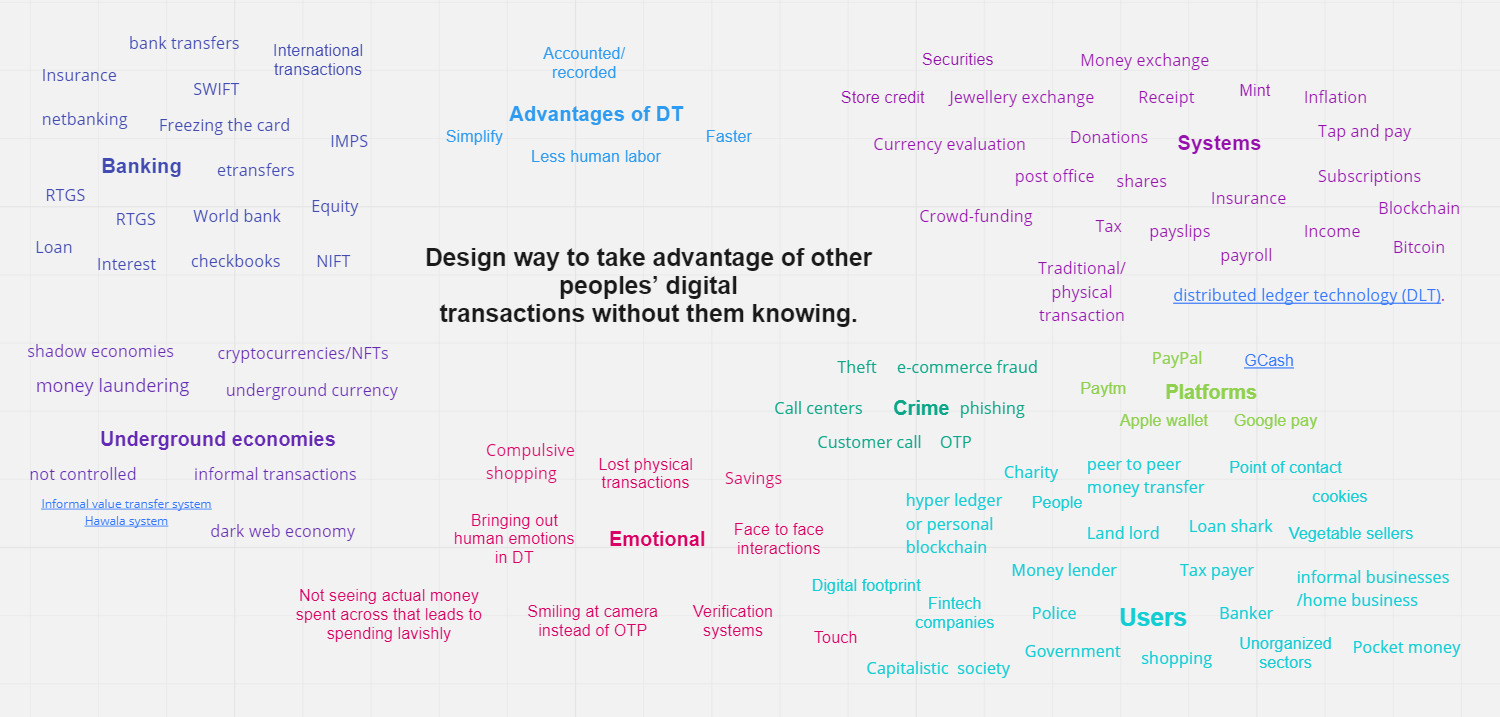 bank transfers
International
transactions
Insurance
SWIFT
netbanking
Freezing the card
IMPS
Banking
etransfers
RTGS
RTGS
World bank
Equity
Loan
Interest
checkbooks
NIFT
Accounted/
recorded
Advantages of DT
Simplify
Faster
Less human labor
Securities
Money exchange
Store credit
Jewellery exchange
Receipt
Mint
Inflation
Currency evaluation
Donations
Systems
Tap and pay
post office
shares
Subscriptions
Insurance
Crowd-funding
Tax
payslips
Income
Blockchain
payroll
Bitcoin
Traditional/
physical
transaction
distributed ledger technology (DLT).
Design way to take advantage of other
peoples’ digital
transactions without them knowing.
shadow economies
cryptocurrencies/NFTs
money laundering
underground currency
Underground economies
not controlled
informal transactions
Informal value transfer system
Hawala system
dark web economy
Theft
e-commerce fraud
Call centers
Crime
phishing
Customer call
OTP
PayPal
GCash
Paytm
Platforms
Apple wallet
Google pay
Compulsive
shopping
Lost physical
transactions
Savings
Bringing out
human emotions
in DT
Emotional
Face to face
interactions
Not seeing actual money
spent across that leads to
spending lavishly
Smiling at camera
instead of OTP
Verification
systems
Touch
Charity
peer to peer
money transfer
Point of contact
cookies
hyper ledger
or personal
blockchain
People
Land lord
Loan shark
Vegetable sellers
Money lender
Tax payer
informal businesses
/home business
Digital footprint
Fintech
companies
Police
Users
Banker
Government
shopping
Unorganized
sectors
Pocket money
Capitalistic society